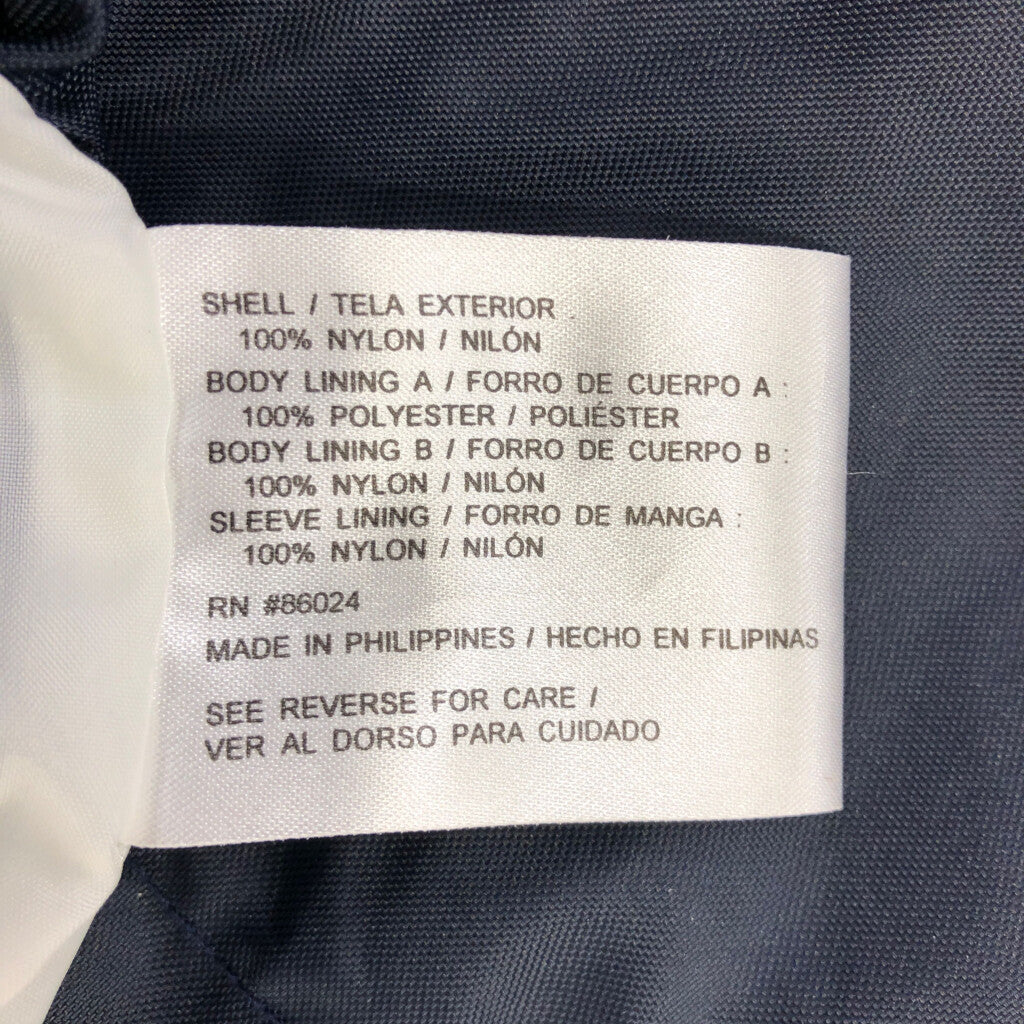 SHELL / TELA EXTERIOR :
100% NYLON / NILÓN
BODY LINING A / FORRO DE CUERPO A :
100% POLYESTER / POLIÉSTER
BODY LINING B / FORRO DE CUERPO B :
100% NYLON / NILÓN
SLEEVE LINING / FORRO DE MANGA :
100% NYLON / NILÓN
RN #86024
MADE IN PHILIPPINES / HECHO EN FILIPINAS
SEE REVERSE FOR CARE /
VER AL DORSO PARA CUIDADO